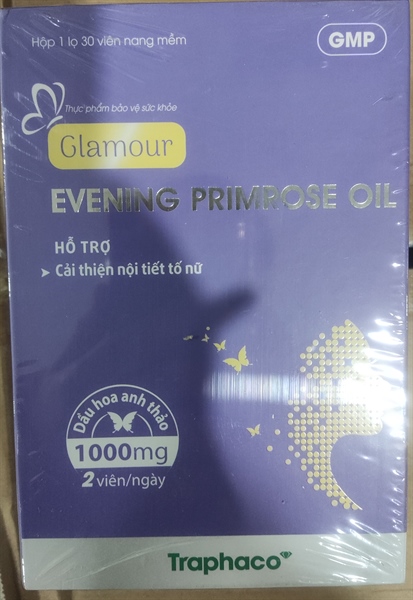 Hộp 1 lọ 30 viên nang mềm
GMP
Thực phẩm bảo vệ sức khỏe
Glamour
EVENING PRIMROSE OIL
HỖ TRỢ
➤ Cải thiện nội tiết tố nữ
Dầu hoa anh thảo
1000mg
2 viên/ngày
Traphaco